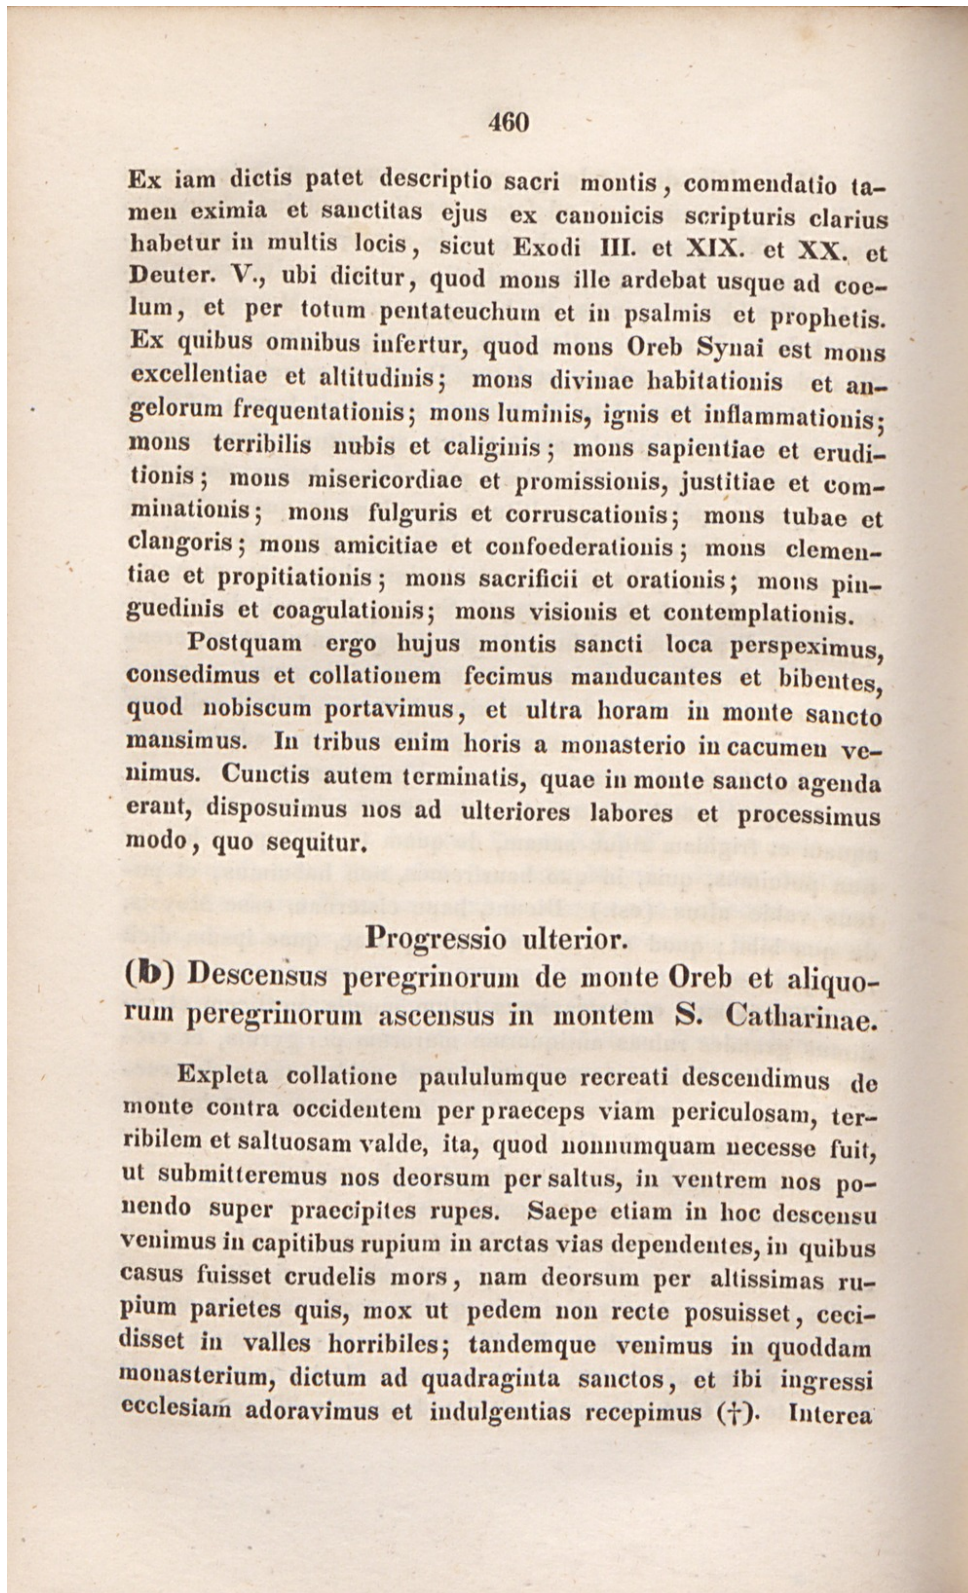 460
Ex iam dictis patet descriptio sacri montis, commendatio ta-
men eximia et sanctitas ejus ex canonicis scripturis clarius
habetur in multis locis, sicut Exodi III. et XIX. et XX. et
Deuter. V., ubi dicitur, quod mons ille ardebat usque ad coe-
lum, et per totum pentateuchum et in psalmis et prophetis.
Ex quibus omnibus infertur, quod mons Oreb Synai est mons
excellentiae et altitudinis; mons divinae habitationis et an-
gelorum frequentationis; mons luminis, ignis et inflammationis;
mons terribilis nubis et caliginis; mons sapientiae et erudi-
tionis; mons misericordiae et promissionis, justitiae et com-
minationis; mons fulguris et corruscationis; mons tubae et
clangoris; mons amicitiae et confoederationis; mons clemen-
tiae et propitiationis; mons sacrificii et orationis; mons pin-
guedinis et coagulationis; mons visionis et contemplationis.
Postquam ergo hujus montis sancti loca perspeximus,
consedimus et collationem fecimus manducantes et bibentes,
quod nobiscum portavimus, et ultra horam in monte sancto
mansimus. In tribus enim horis a monasterio in cacumen ve-
nimus. Cunctis autem terminatis, quae in monte sancto agenda
erant, disposuimus nos ad ulteriores labores et processimus
modo, quo sequitur.
Progressio ulterior.
(b) Descensus peregrinorum de monte Oreb et aliquo-
rum peregrinorum ascensus in montem S. Catharinae.
Expleta collatione paululumque recreati descendimus de
monte contra occidentem per praeceps viam periculosam, ter-
ribilem et saltuosam valde, ita, quod nonnumquam necesse fuit,
ut submitteremus nos deorsum per saltus, in ventrem nos po-
nendo super praecipites rupes. Saepe etiam in hoc descensu
venimus in capitibus rupium in arctas vias dependentes, in quibus
casus fuisset crudelis mors, nam deorsum per altissimas ru-
pium parietes quis, mox ut pedem non recte posuisset, ceci-
disset in valles horribiles; tandemque venimus in quoddam
monasterium, dictum ad quadraginta sanctos, et ibi ingressi
ecclesiam adoravimus et indulgentias recepimus (†). Interea